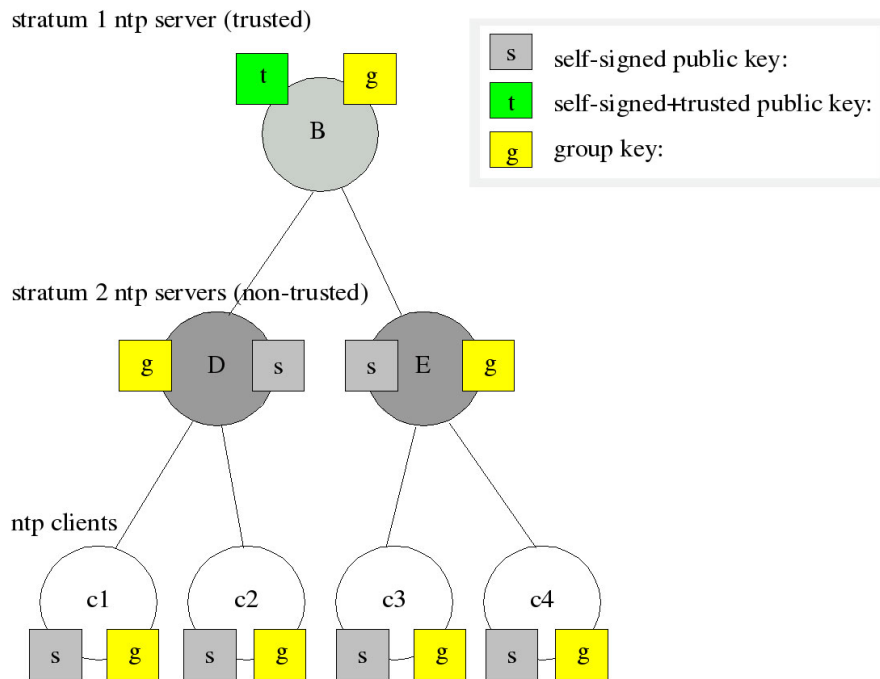 stratum 1 ntp server (trusted)
t
g
B
s
self-signed public key:
t
self-signed+trusted public key:
g
group key:
stratum 2 ntp servers (non-trusted)
g
D
s
s
E
g
ntp clients
c1
c2
c3
c4
s
g
s
g
s
g
s
g